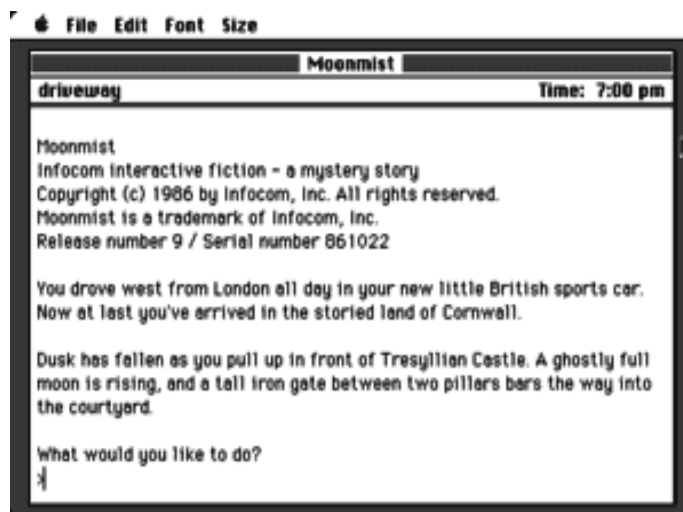 File Edit Font Size
Moonmist
driveway Time: 7:00 pm
Moonmist
Infocom interactive fiction - a mystery story
Copyright (c) 1986 by Infocom, Inc. All rights reserved.
Moonmist is a trademark of Infocom, Inc.
Release number 9 / Serial number 861022
You drove west from London all day in your new little British sports car.
Now at last you've arrived in the storied land of Cornwall.
Dusk has fallen as you pull up in front of Tresyllian Castle. A ghostly full
moon is rising, and a tall iron gate between two pillars bars the way into
the courtyard.
What would you like to do?
>